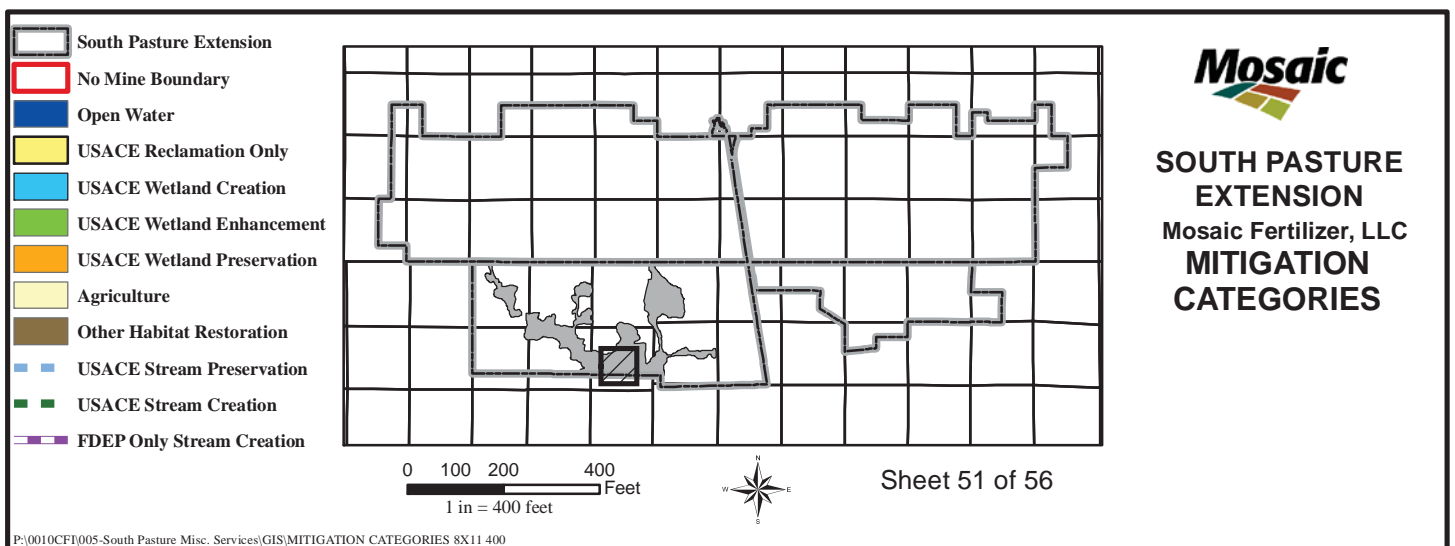 South Pasture Extension
No Mine Boundary
Open Water
USACE Reclamation Only
USACE Wetland Creation
USACE Wetland Enhancement
USACE Wetland Preservation
Agriculture
Other Habitat Restoration
USACE Stream Preservation
USACE Stream Creation
FDEP Only Stream Creation
Mosaic
SOUTH PASTURE
EXTENSION
Mosaic Fertilizer, LLC
MITIGATION
CATEGORIES
0 100 200 400
Feet
1 in = 400 feet
N
W E
S
Sheet 51 of 56
P:\0010CFI\005-South Pasture Misc. Services\GIS\MITIGATION CATEGORIES 8X11 400